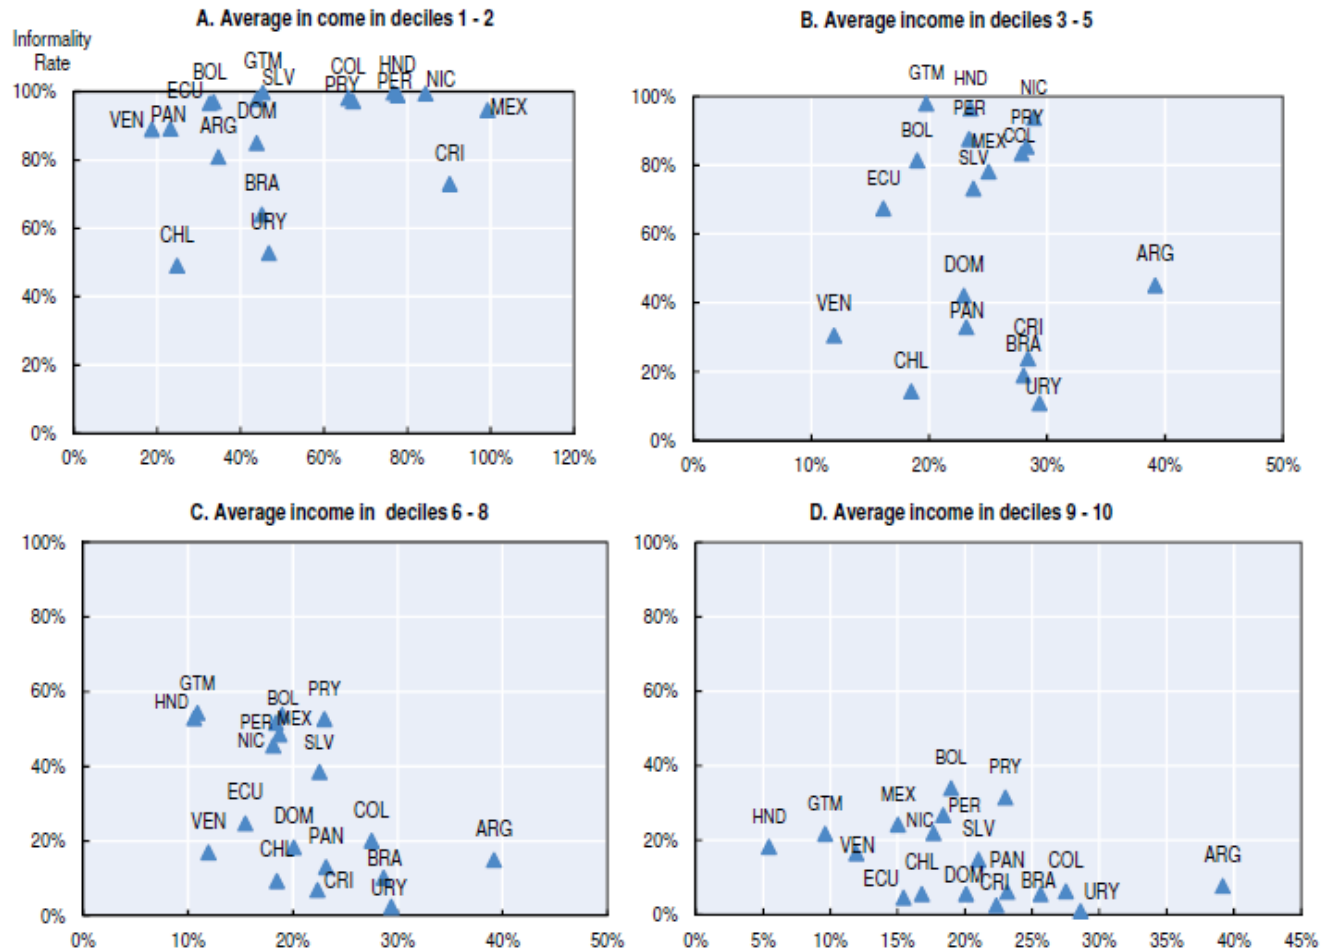 A. Average in come in deciles 1 - 2
Informality
Rate
GTM
COL
HND
BOL
SLV
PRY
PER
NIC
ECU
100%
MEX
VEN
PAN
DOM
ARG
80%
CRI
BRA
60%
URY
CHL
40%
20%
0%
0% 20% 40% 60% 80% 100% 120%
B. Average income in deciles 3 - 5
GTM
HND
NIC
100%
PER
PRY
BOL
MEX
COL
SLV
80%
ECU
60%
DOM
ARG
40%
VEN
PAN
CRI
BRA
CHL
20%
URY
0%
0% 10% 20% 30% 40% 50%
C. Average income in deciles 6 - 8
100%
80%
60%
GTM
HND
BOL
PRY
PER
MEX
NIC
SLV
40%
ECU
VEN
DOM
COL
PAN
ARG
20%
CHL
BRA
CRI
URY
0%
0% 10% 20% 30% 40% 50%
D. Average income in deciles 9 - 10
100%
80%
60%
40%
BOL
PRY
HND
GTM
MEX
PER
NIC
SLV
20%
VEN
ECU
CHL
DOM
PAN
CRI
BRA
COL
URY
ARG
0%
0% 5% 10% 15% 20% 25% 30% 35% 40% 45%